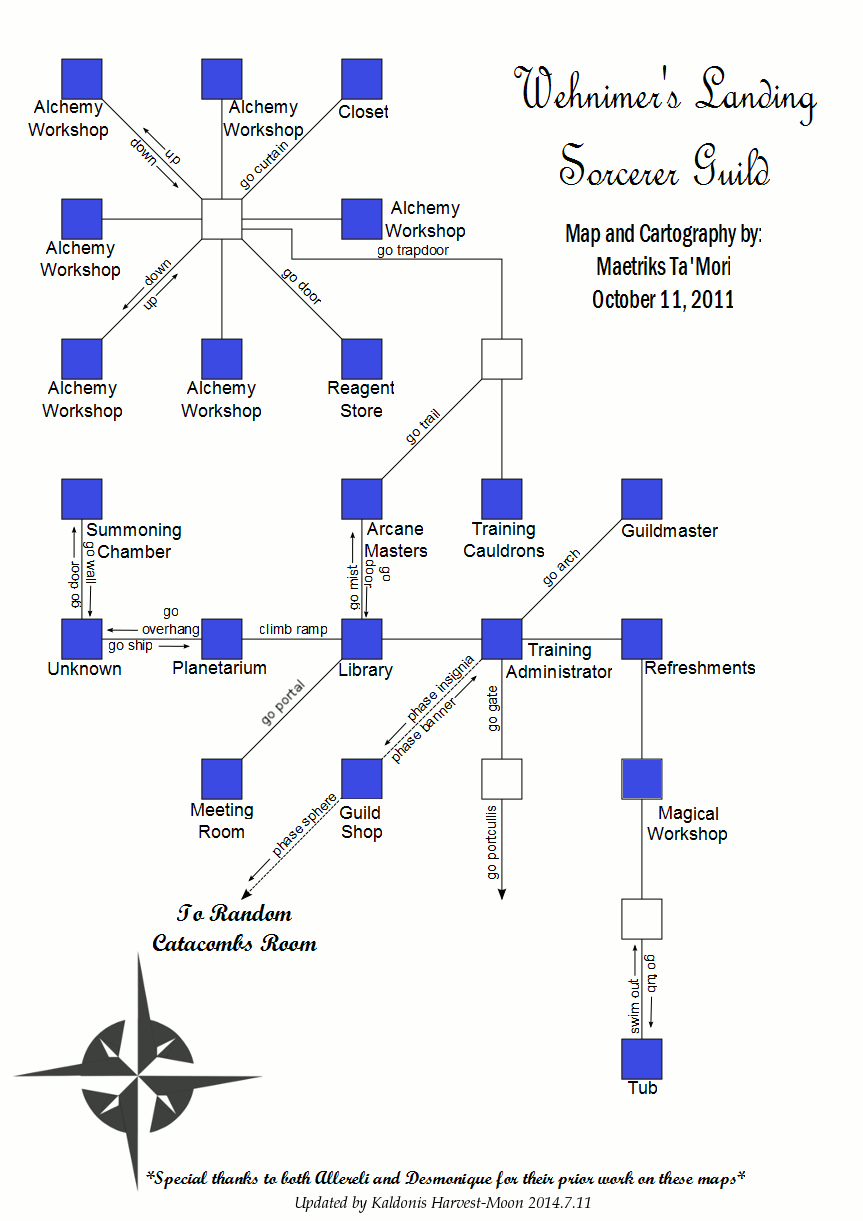 Wehnimer's Landing
Sorcerer Guild
Map and Cartography by:
Maetriks Ta'Mori
October 11, 2011
Alchemy
Workshop
Alchemy
Workshop
Closet
up
down
go curtain
Alchemy
Workshop
Alchemy
Workshop
go trapdoor
down
up
go door
Alchemy
Workshop
Alchemy
Workshop
Reagent
Store
go trail
Summoning
Chamber
Arcane
Masters
Training
Cauldrons
Guildmaster
go door
go wall
go mist
go
door
go arch
go
overhang
go ship
climb ramp
Unknown
Planetarium
Library
Training
Administrator
Refreshments
go portal
phase insignia
phase banner
go gate
Meeting
Room
Guild
Shop
Magical
Workshop
phase sphere
go portcullis
To Random
Catacombs Room
swim out
go tub
Tub
*Special thanks to both Allereli and Desmonique for their prior work on these maps*
Updated by Kaldonis Harvest-Moon 2014.7.11